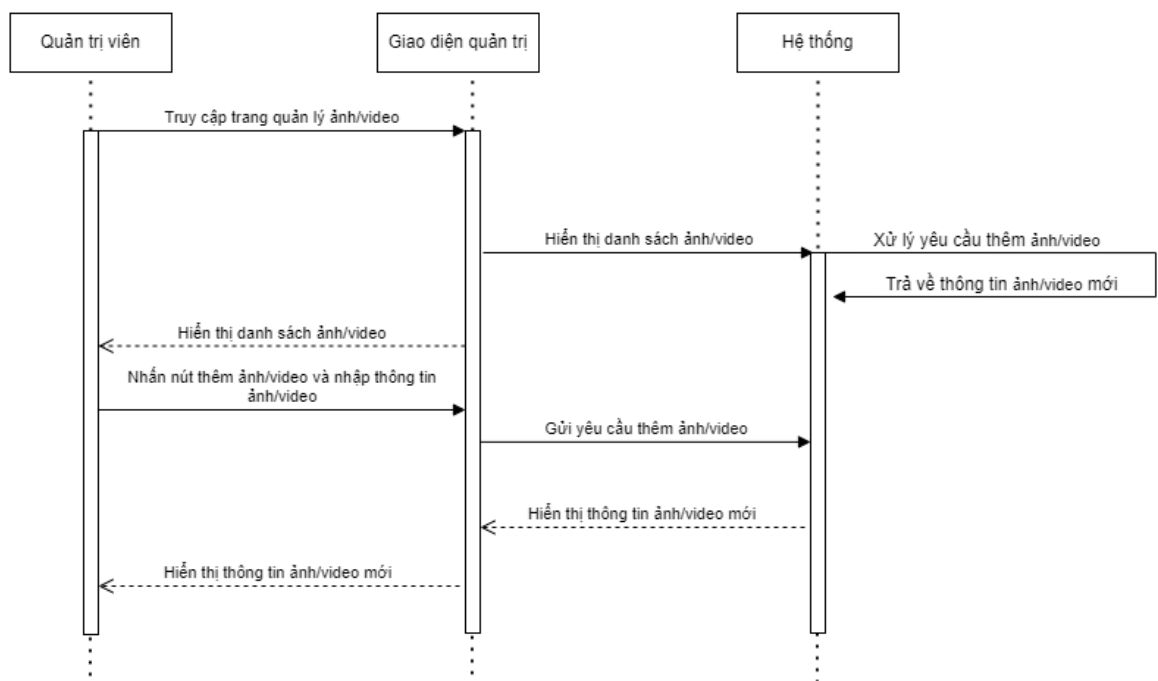 Quản trị viên
Giao diện quản trị
Hệ thống
Truy cập trang quản lý ảnh/video
Hiển thị danh sách ảnh/video
Xử lý yêu cầu thêm ảnh/video
Trả về thông tin ảnh/video mới
Hiển thị danh sách ảnh/video
Nhấn nút thêm ảnh/video và nhập thông tin
ảnh/video
Gửi yêu cầu thêm ảnh/video
Hiển thị thông tin ảnh/video mới
Hiển thị thông tin ảnh/video mới